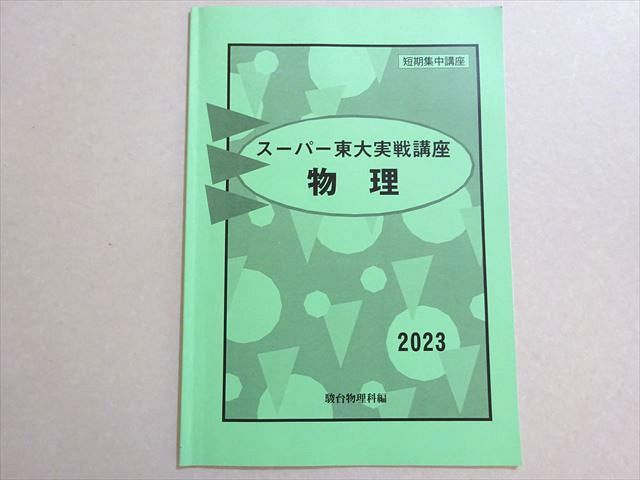 短期集中講座
スーパー東大実戦講座
物理
2023
駿台物理科編